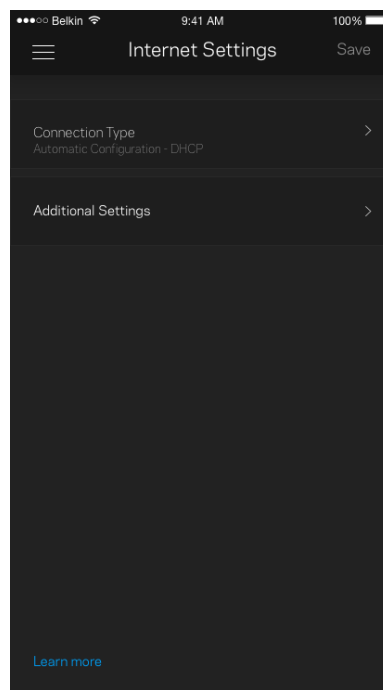 Belkin 9:41 AM 100%
Internet Settings Save
Connection Type
Automatic Configuration - DHCP
Additional Settings
Learn more